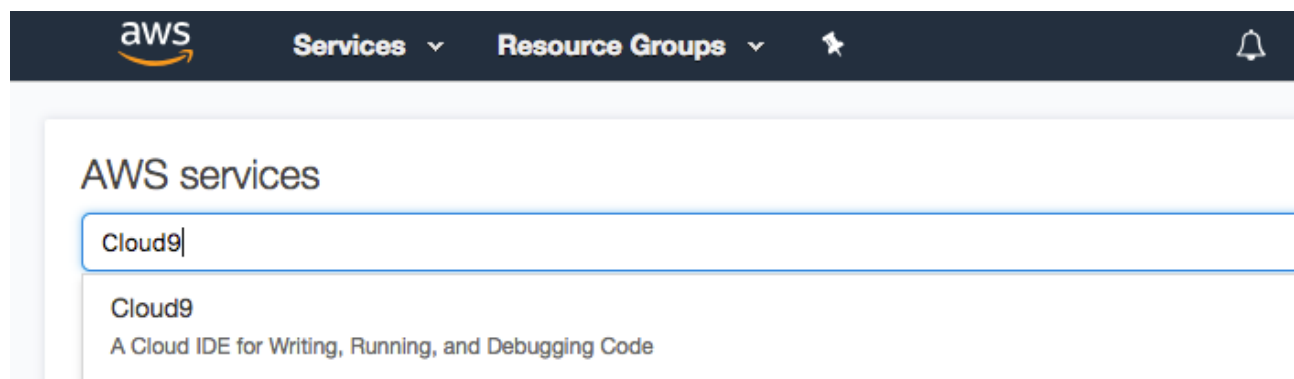 aws Services Resource Groups
AWS services
Cloud9
Cloud9
A Cloud IDE for Writing, Running, and Debugging Code